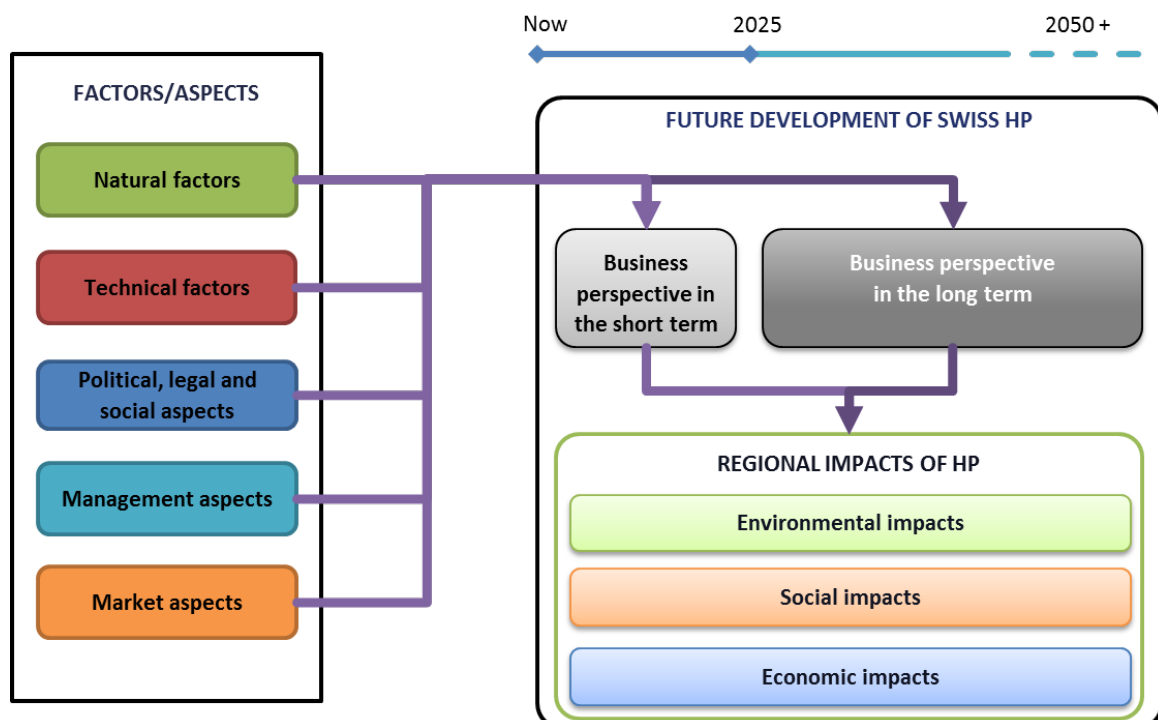 Now 2025 2050 +
FACTORS/ASPECTS
Natural factors
Technical factors
Political, legal and
social aspects
Management aspects
Market aspects
FUTURE DEVELOPMENT OF SWISS HP
Business
perspective in
the short term
Business perspective
in the long term
REGIONAL IMPACTS OF HP
Environmental impacts
Social impacts
Economic impacts